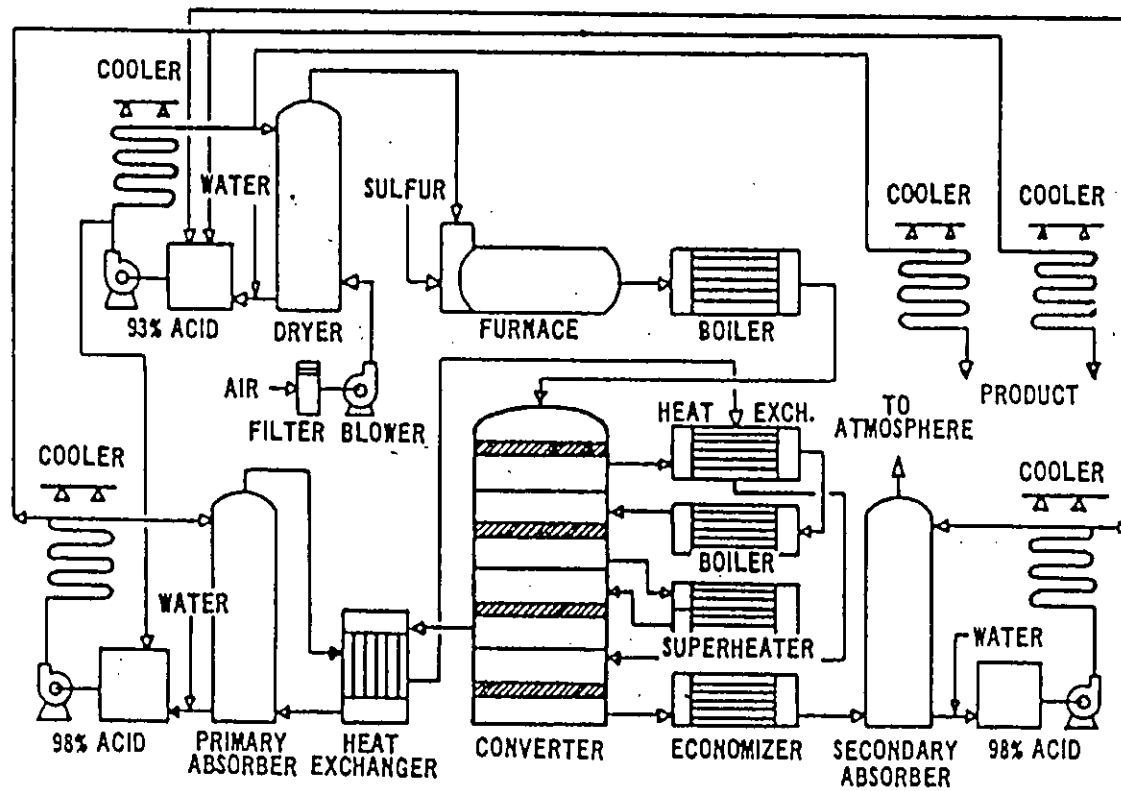 COOLER
WATER
SULFUR
COOLER
COOLER
93% ACID
DRYER
FURNACE
BOILER
AIR
FILTER BLOWER
PRODUCT
TO
ATMOSPHERE
HEAT EXCH.
COOLER
COOLER
BOILER
WATER
SUPERHEATER
WATER
98% ACID
PRIMARY
ABSORBER
HEAT
EXCHANGER
CONVERTER
ECONOMIZER
SECONDARY
ABSORBER
98% ACID